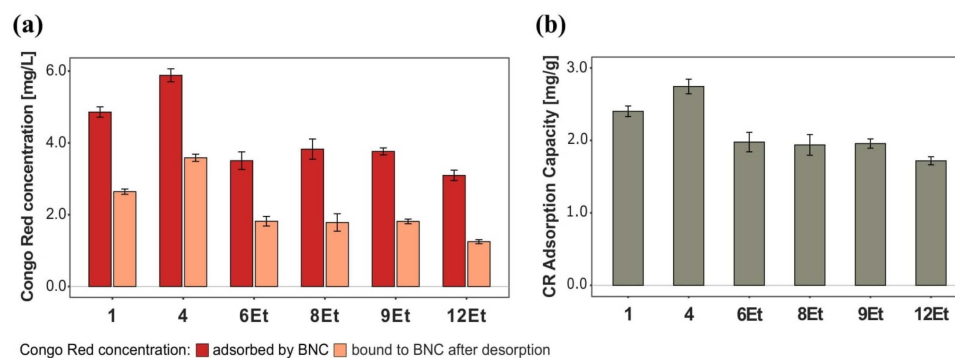 (a)
Congo Red concentration [mg/L]
6.0
4.0
2.0
0.0
1 4 6Et 8Et 9Et 12Et
Congo Red concentration: adsorbed by BNC bound to BNC after desorption
(b)
CR Adsorption Capacity [mg/g]
3.0
2.0
1.0
0.0
1 4 6Et 8Et 9Et 12Et